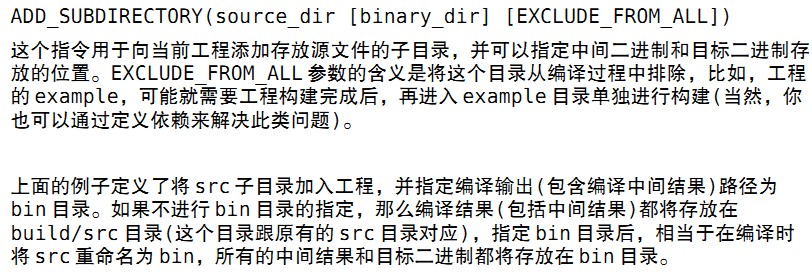 ADD_SUBDIRECTORY(source_dir [binary_dir] [EXCLUDE_FROM_ALL])
这个指令用于向当前工程添加存放源文件的子目录，并可以指定中间二进制和目标二进制存
放的位置。EXCLUDE_FROM_ALL 参数的含义是将这个目录从编译过程中排除，比如，工程
的 example，可能就需要工程构建完成后，再进入 example 目录单独进行构建(当然，你
也可以通过定义依赖来解决此类问题)。
上面的例子定义了将 src 子目录加入工程，并指定编译输出(包含编译中间结果)路径为
bin 目录。如果不进行 bin 目录的指定，那么编译结果(包括中间结果)都将存放在
build/src 目录(这个目录跟原有的 src 目录对应)，指定 bin 目录后，相当于在编译时
将 src 重命名为 bin，所有的中间结果和目标二进制都将存放在 bin 目录。